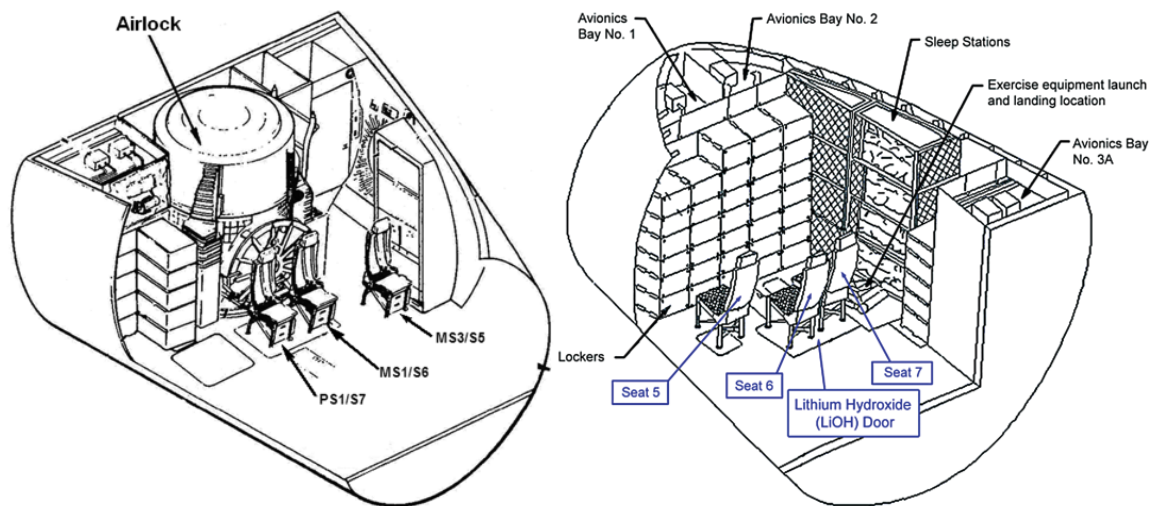 Airlock
MS3/S5
MS1/S6
PS1/S7
Avionics
Bay No. 1
Avionics Bay No. 2
Sleep Stations
Exercise equipment launch
and landing location
Avionics Bay
No. 3A
Lockers
Seat 5
Seat 6
Seat 7
Lithium Hydroxide
(LiOH) Door